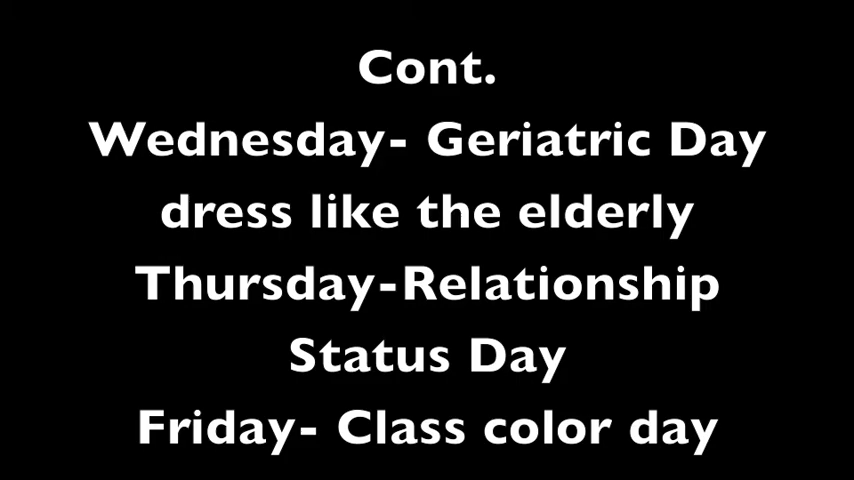 Cont.
Wednesday- Geriatric Day
dress like the elderly
Thursday-Relationship
Status Day
Friday- Class color day